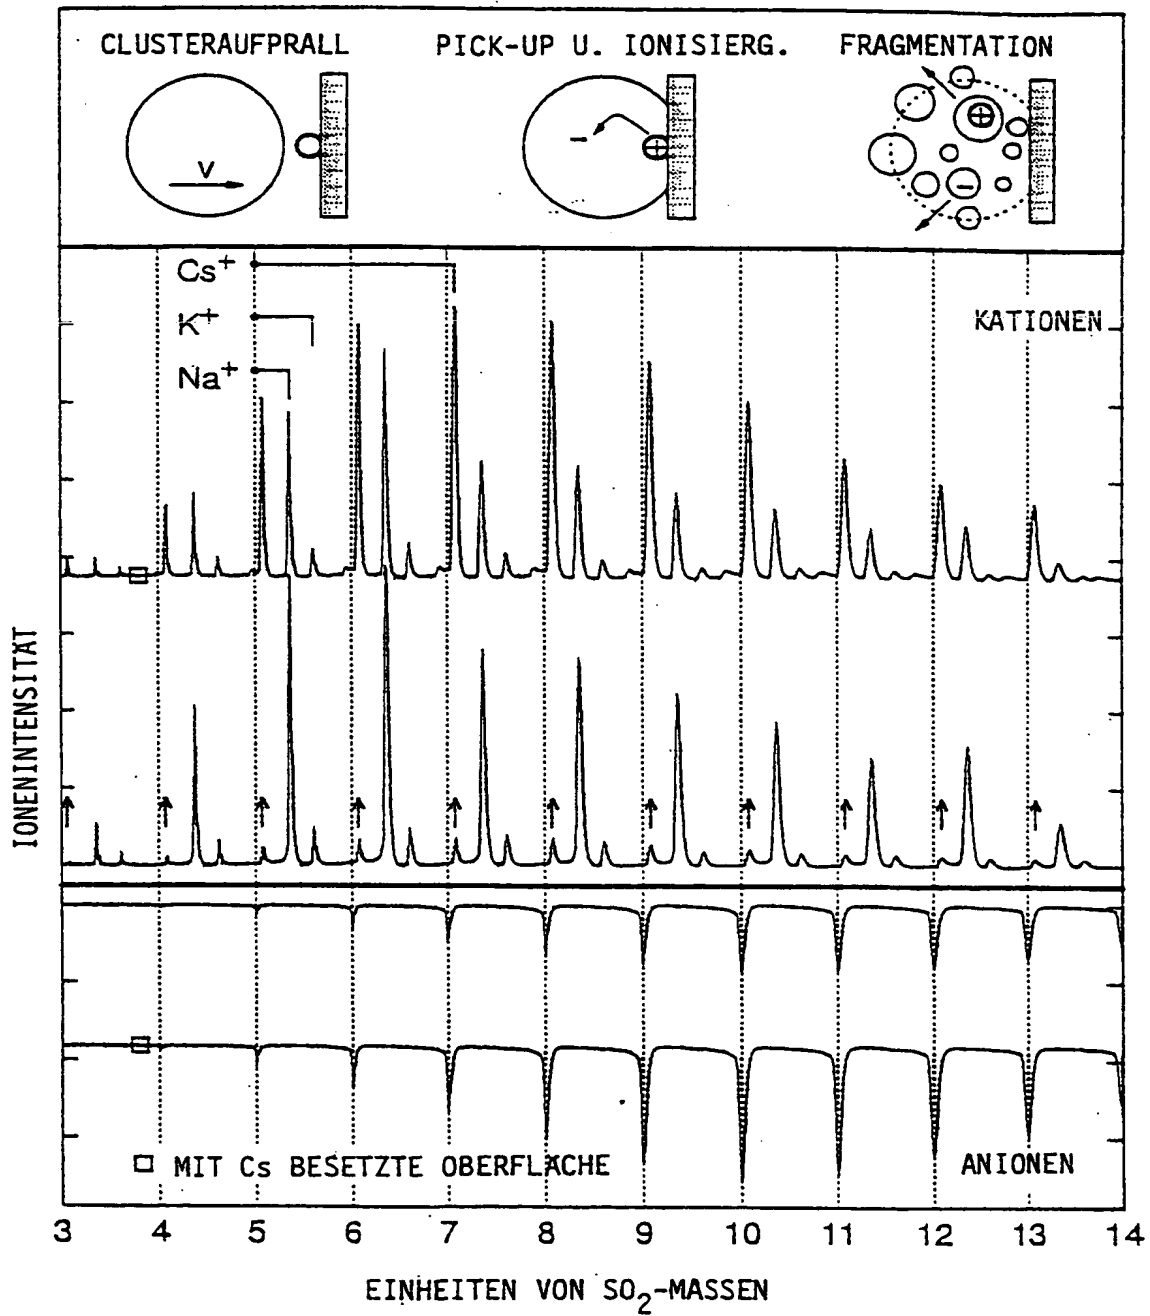 CLUSTERAUFPRALL PICK-UP U. IONISIERG. FRAGMENTATION
V
−
+
+
−
Cs+
K+
Na+
KATIONEN
IONENINTENSITÄT
□ MIT Cs BESETZTE OBERFLÄCHE
ANIONEN
3 4 5 6 7 8 9 10 11 12 13 14
EINHEITEN VON SO2-MASSEN